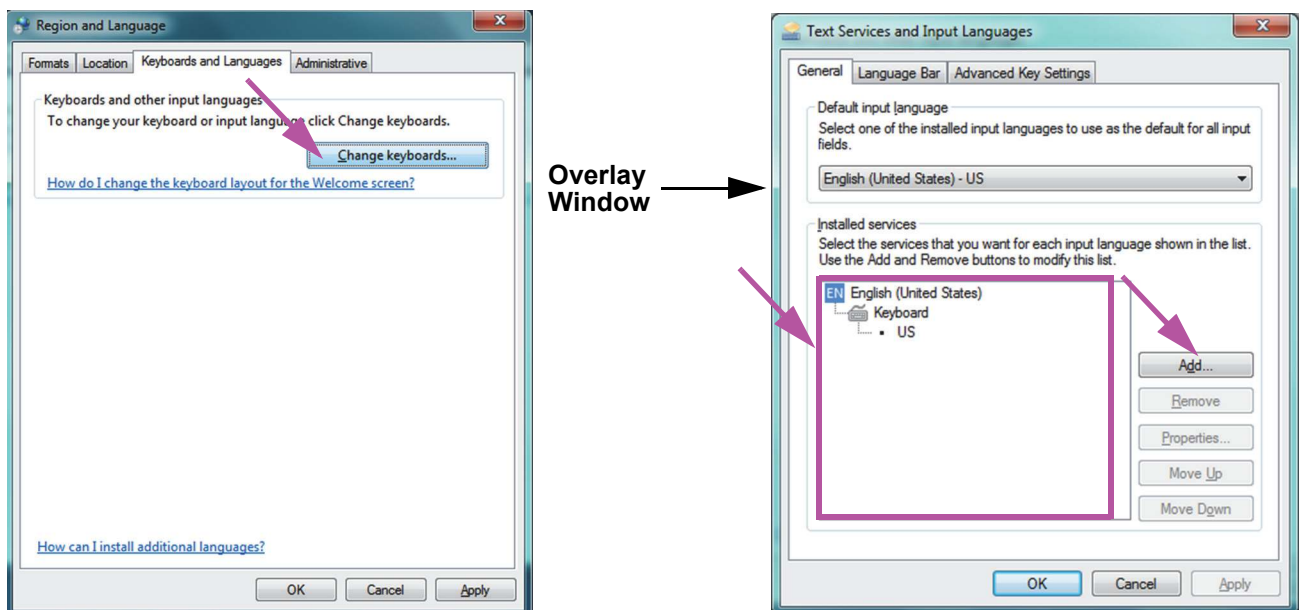 Region and Language
Formats Location Keyboards and Languages Administrative
Keyboards and other input languages
To change your keyboard or input language click Change keyboards.
Change keyboards...
How do I change the keyboard layout for the Welcome screen?
How can I install additional languages?
OK Cancel Apply
Overlay
Window
Text Services and Input Languages
General Language Bar Advanced Key Settings
Default input language
Select one of the installed input languages to use as the default for all input
fields.
English (United States) - US
Installed services
Select the services that you want for each input language shown in the list.
Use the Add and Remove buttons to modify this list.
EN English (United States)
Keyboard
US
Add...
Remove
Properties...
Move Up
Move Down
OK Cancel Apply